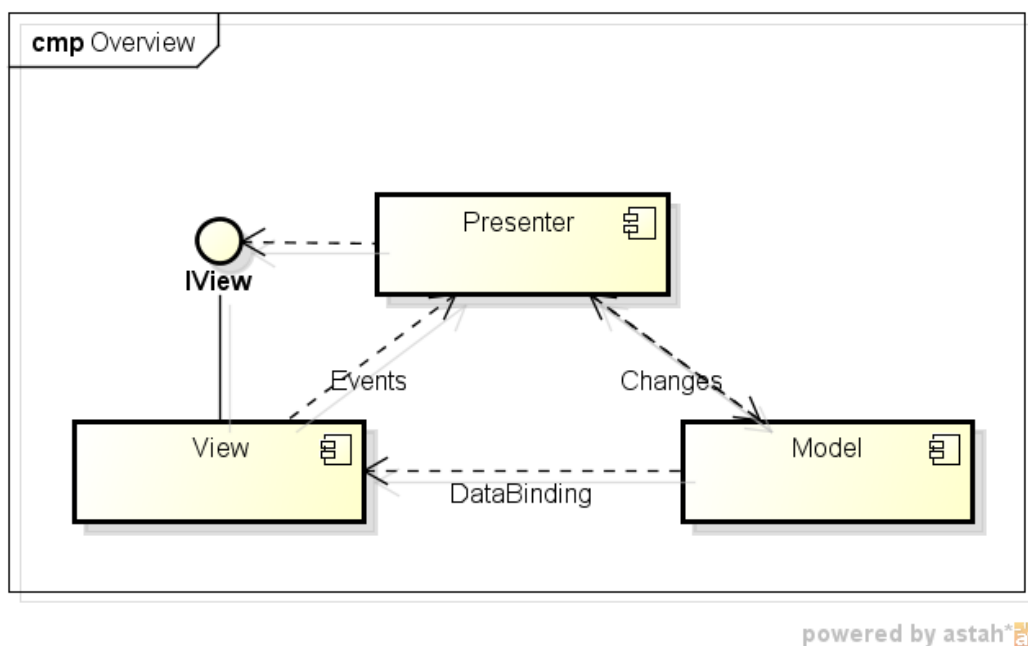 cmp Overview
Presenter
IView
Events
Changes
View
Model
DataBinding
powered by astah*